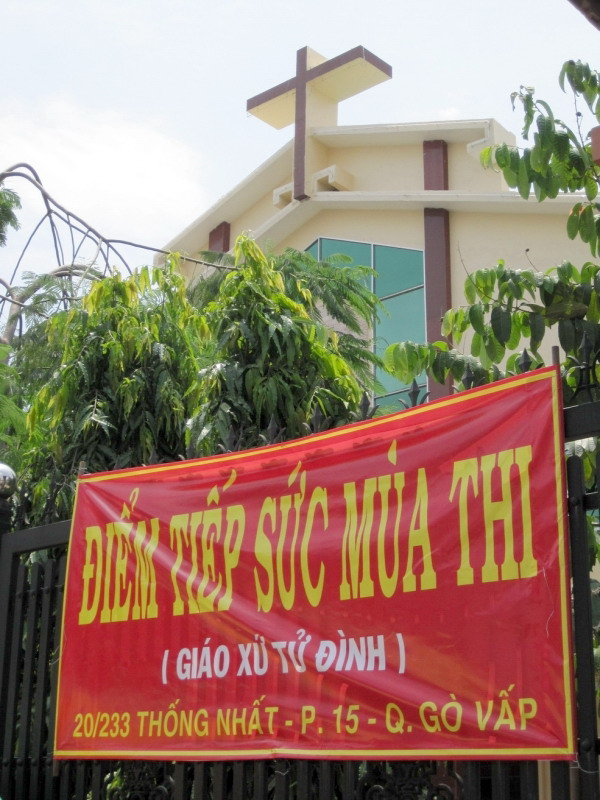 ĐIỂM TIẾP SỨC MÙA THI
( GIÁO XỨ TỬ ĐÌNH )
20/233 THỐNG NHẤT - P. 15 - Q. GÒ VẤP